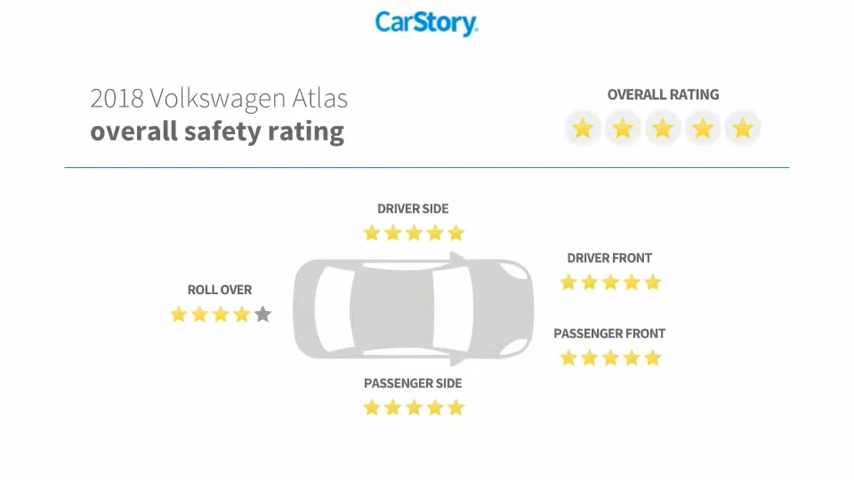 CarStory.
2018 Volkswagen Atlas
overall safety rating
OVERALL RATING
DRIVER SIDE
DRIVER FRONT
ROLL OVER
PASSENGER FRONT
PASSENGER SIDE